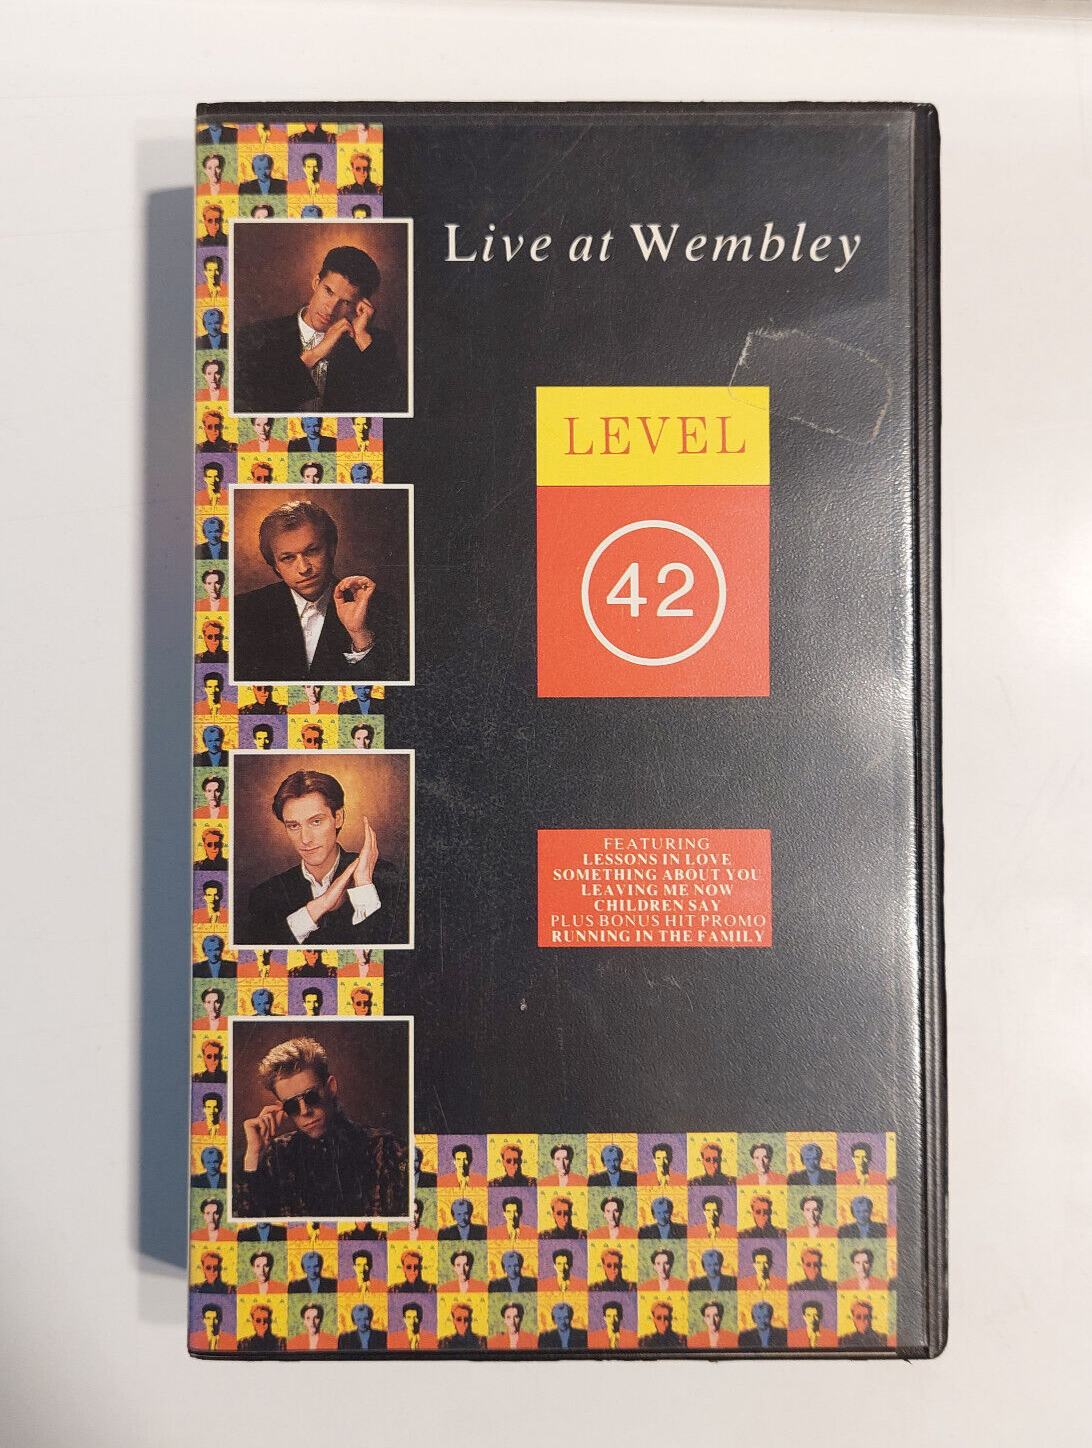 Live at Wembley
LEVEL
42
FEATURING
LESSONS IN LOVE
SOMETHING ABOUT YOU
LEAVING ME NOW
CHILDREN SAY
PLUS BONUS HIT PROMO
RUNNING IN THE FAMILY